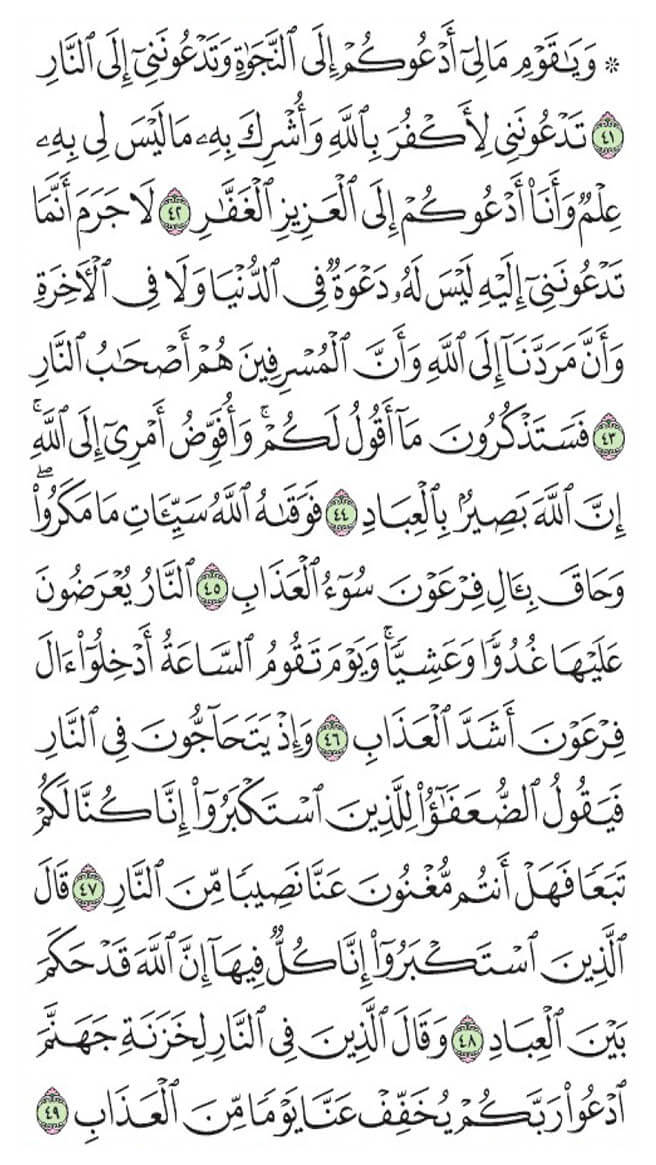 ۞ وَيَٰقَوْمِ مَا لِىٓ أَدْعُوكُمْ إِلَى ٱلنَّجَوٰةِ وَتَدْعُونَنِىٓ إِلَى ٱلنَّارِ
٤١ تَدْعُونَنِى لِأَكْفُرَ بِٱللَّهِ وَأُشْرِكَ بِهِۦ مَا لَيْسَ لِى بِهِۦ
عِلْمٌ وَأَنَا۠ أَدْعُوكُمْ إِلَى ٱلْعَزِيزِ ٱلْغَفَّٰرِ ٤٢ لَا جَرَمَ أَنَّمَا
تَدْعُونَنِىٓ إِلَيْهِ لَيْسَ لَهُۥ دَعْوَةٌ فِى ٱلدُّنْيَا وَلَا فِى ٱلْءَاخِرَةِ
وَأَنَّ مَرَدَّنَآ إِلَى ٱللَّهِ وَأَنَّ ٱلْمُسْرِفِينَ هُمْ أَصْحَٰبُ ٱلنَّارِ
٤٣ فَسَتَذْكُرُونَ مَآ أَقُولُ لَكُمْ ۚ وَأُفَوِّضُ أَمْرِىٓ إِلَى ٱللَّهِ ۚ
إِنَّ ٱللَّهَ بَصِيرٌۢ بِٱلْعِبَادِ ٤٤ فَوَقَىٰهُ ٱللَّهُ سَيِّـَٔاتِ مَا مَكَرُوا۟ ۖ
وَحَاقَ بِـَٔالِ فِرْعَوْنَ سُوٓءُ ٱلْعَذَابِ ٤٥ ٱلنَّارُ يُعْرَضُونَ
عَلَيْهَا غُدُوًّا وَعَشِيًّا ۚ وَيَوْمَ تَقُومُ ٱلسَّاعَةُ أَدْخِلُوٓا۟ ءَالَ
فِرْعَوْنَ أَشَدَّ ٱلْعَذَابِ ٤٦ وَإِذْ يَتَحَآجُّونَ فِى ٱلنَّارِ
فَيَقُولُ ٱلضُّعَفَٰٓؤُا۟ لِلَّذِينَ ٱسْتَكْبَرُوٓا۟ إِنَّا كُنَّا لَكُمْ
تَبَعًا فَهَلْ أَنتُم مُّغْنُونَ عَنَّا نَصِيبًا مِّنَ ٱلنَّارِ ٤٧ قَالَ
ٱلَّذِينَ ٱسْتَكْبَرُوٓا۟ إِنَّا كُلٌّ فِيهَآ إِنَّ ٱللَّهَ قَدْ حَكَمَ
بَيْنَ ٱلْعِبَادِ ٤٨ وَقَالَ ٱلَّذِينَ فِى ٱلنَّارِ لِخَزَنَةِ جَهَنَّمَ
ٱدْعُوا۟ رَبَّكُمْ يُخَفِّفْ عَنَّا يَوْمًا مِّنَ ٱلْعَذَابِ ٤٩